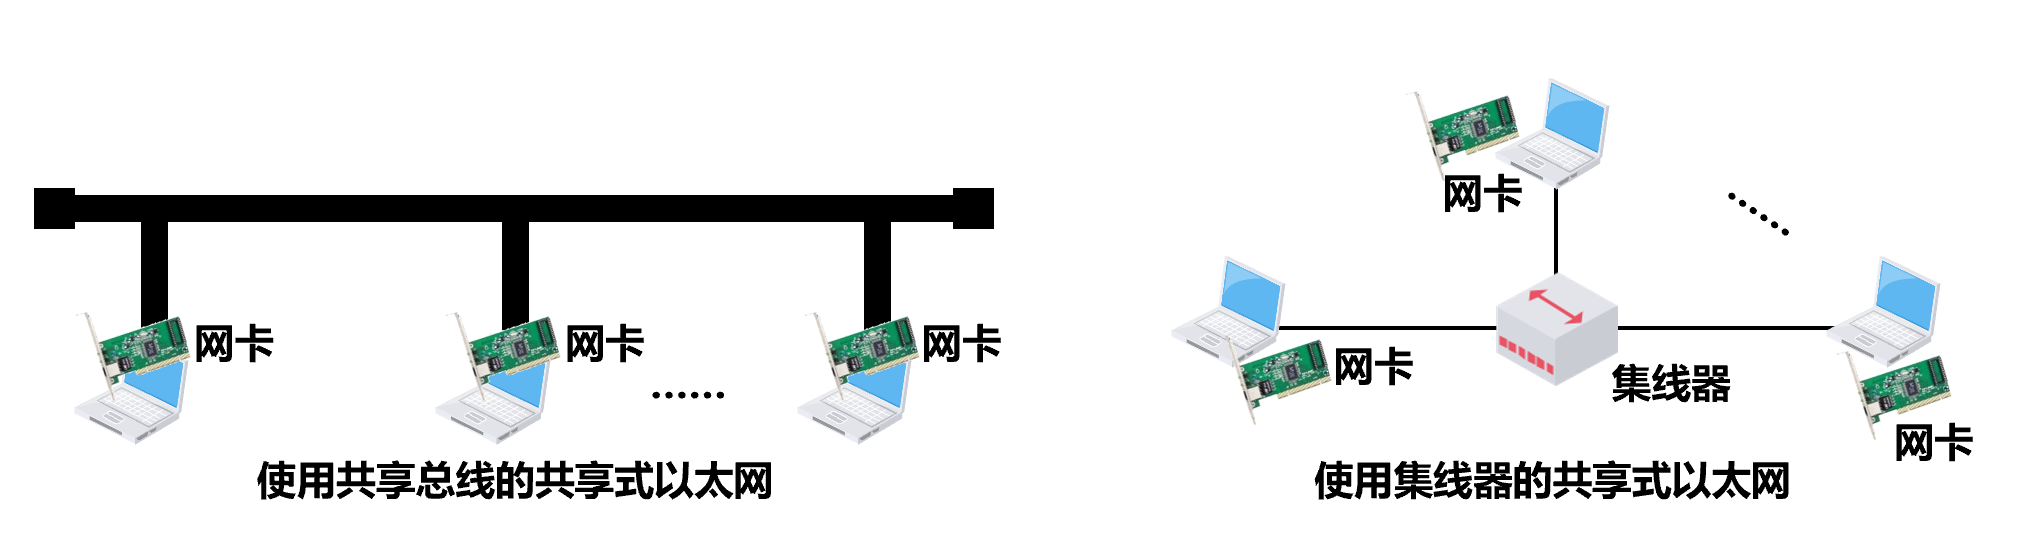 网卡
网卡
网卡
......
使用共享总线的共享式以太网
网卡
......
网卡
集线器
网卡
使用集线器的共享式以太网